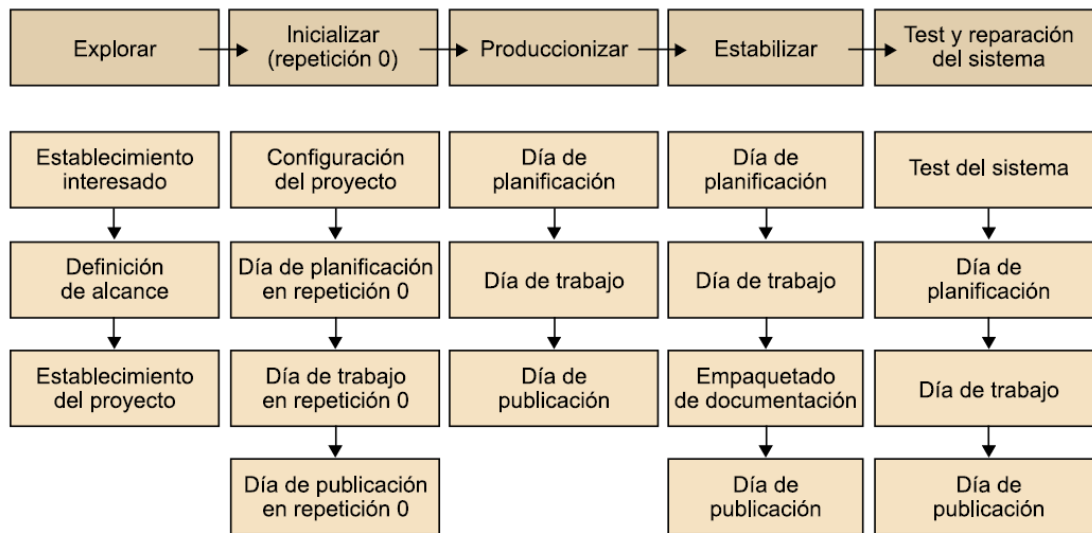 Explorar
Inicializar
(repetición 0)
Produccionizar
Estabilizar
Test y reparación
del sistema
Establecimiento
interesado
Configuración
del proyecto
Día de
planificación
Día de
planificación
Test del sistema
Definición
de alcance
Día de planificación
en repetición 0
Día de trabajo
Día de trabajo
Día de
planificación
Establecimiento
del proyecto
Día de trabajo
en repetición 0
Día de
publicación
Empaquetado
de documentación
Día de trabajo
Día de publicación
en repetición 0
Día de
publicación
Día de
publicación